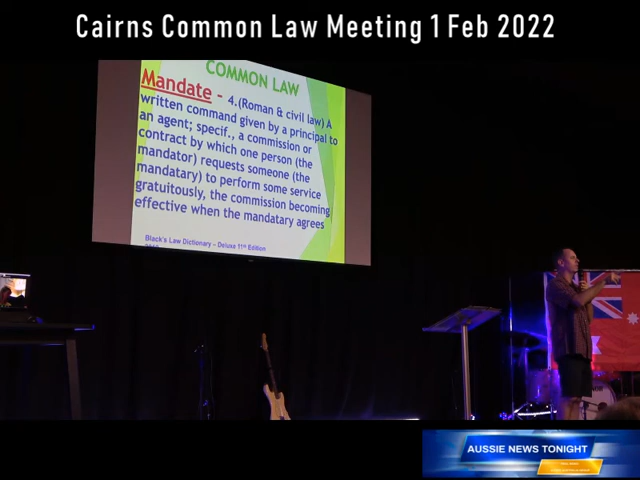 Cairns Common Law Meeting 1 Feb 2022
COMMON LAW
Mandate - 4.(Roman & civil law) A
written command given by a principal to
an agent; specif., a commission or
contract by which one person (the
mandator) requests someone (the
mandatary) to perform some service
gratuitously, the commission becoming
effective when the mandatary agrees
Black's Law Dictionary - Deluxe 11th Edition
AUSSIE NEWS TONIGHT